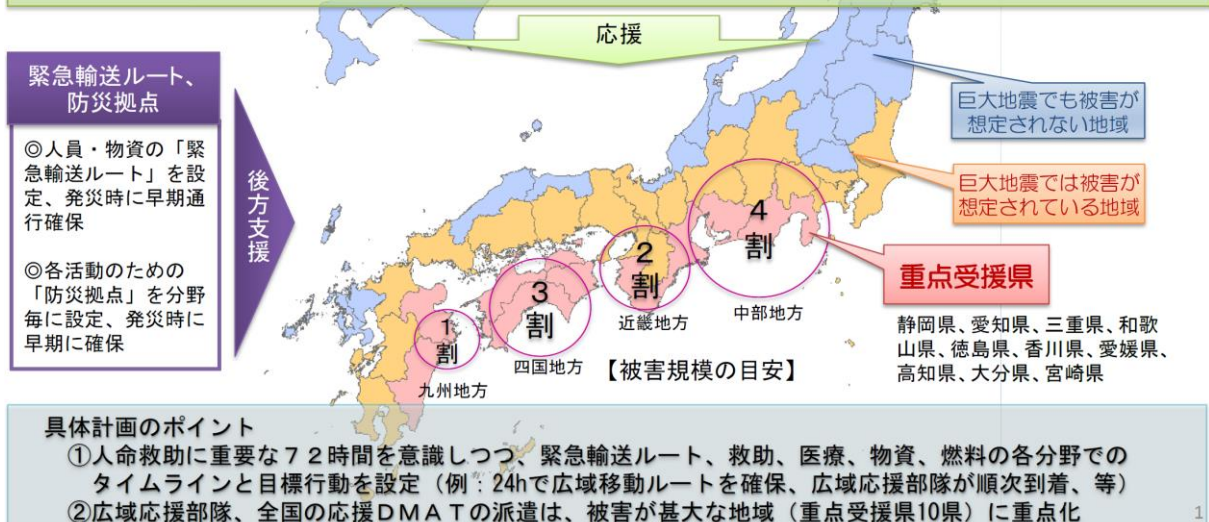 応援
緊急輸送ルート、
防災拠点
◎人員・物資の「緊
急輸送ルート」を設
定、発災時に早期通
行確保
◎各活動のための
「防災拠点」を分野
毎に設定、発災時に
早期に確保
後方支援
巨大地震でも被害が
想定されない地域
巨大地震では被害が
想定されている地域
重点受援県
静岡県、愛知県、三重県、和歌
山県、徳島県、香川県、愛媛県、
高知県、大分県、宮崎県
4
割
中部地方
2
割
近畿地方
3
割
四国地方
1
割
九州地方
【被害規模の目安】
具体計画のポイント
①人命救助に重要な72時間を意識しつつ、緊急輸送ルート、救助、医療、物資、燃料の各分野での
タイムラインと目標行動を設定(例:24hで広域移動ルートを確保、広域応援部隊が順次到着、等)
②広域応援部隊、全国の応援DMATの派遣は、被害が甚大な地域(重点受援県10県)に重点化
1